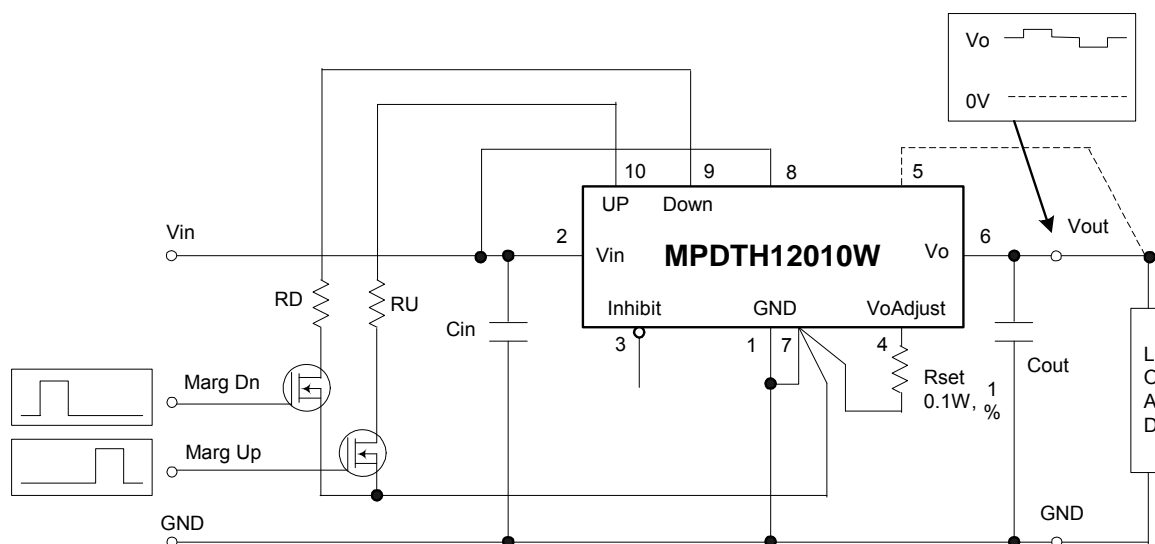 Vo
0V
10
9
8
5
UP
Down
Vin
2
Vin
MPDTH12010W
Vo
6
Vout
RD
RU
Cin
Inhibit
GND
VoAdjust
3
1
7
4
Rset
0.1W, 1
%
Cout
L
O
A
D
Marg Dn
Marg Up
GND
GND